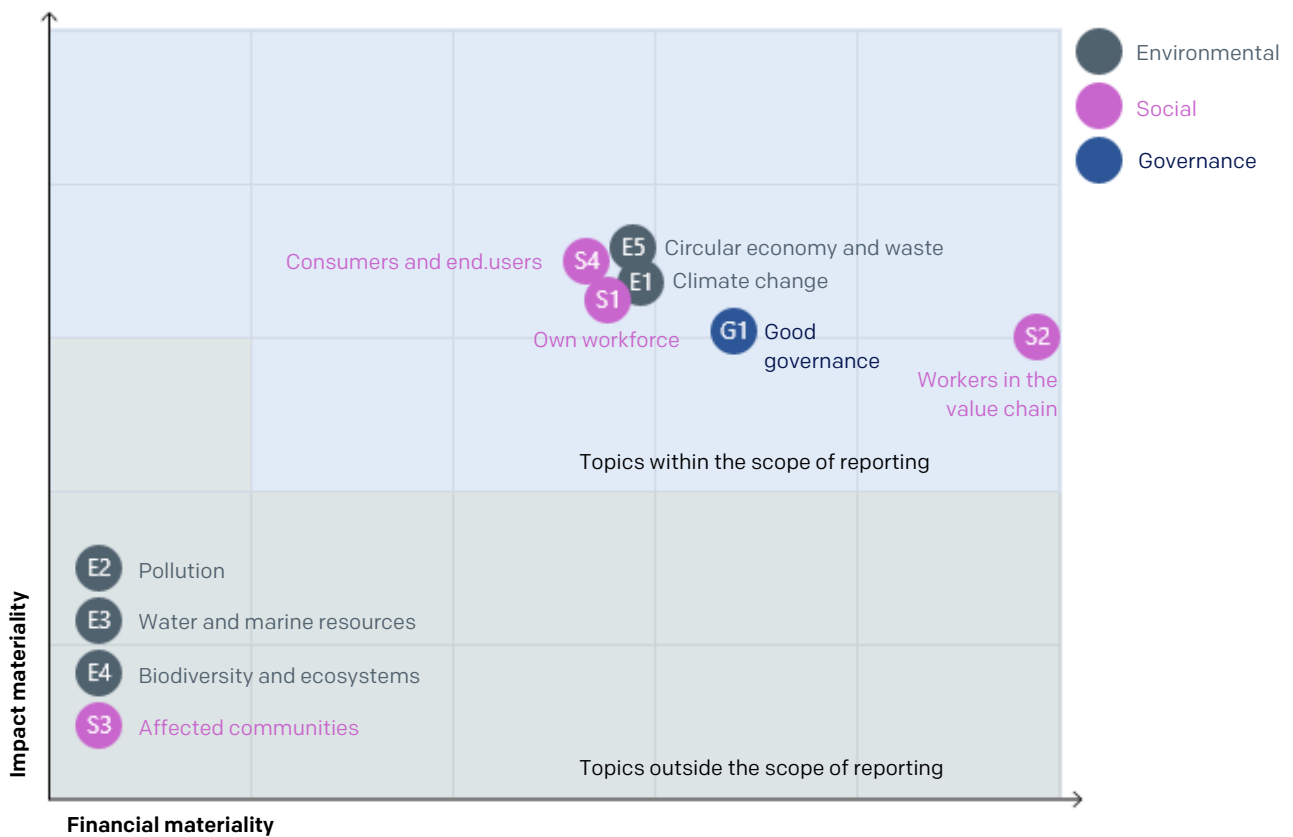 Environmental
Social
Governance
E5 Circular economy and waste
Consumers and end.users S4
E1 Climate change
S1
Own workforce
G1 Good
governance
S2
Workers in the
value chain
Topics within the scope of reporting
E2 Pollution
E3 Water and marine resources
E4 Biodiversity and ecosystems
S3 Affected communities
Topics outside the scope of reporting
Impact materiality
Financial materiality